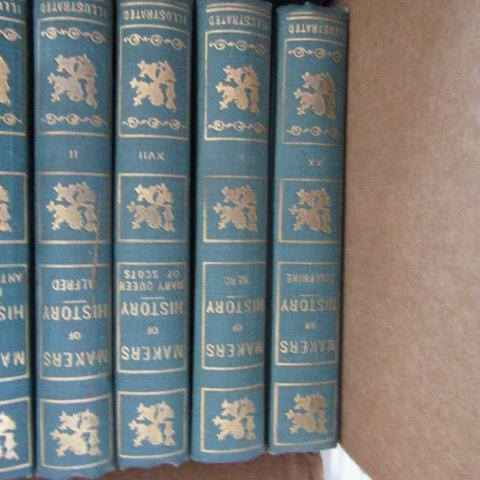 MAKERS
OF
HISTORY
JOSEPHINE
XX
ILLUSTRATED
MAKERS
OF
HISTORY
NERO
ILLUSTRATED
MAKERS
OF
HISTORY
MARY QUEEN
OF SCOTS
XVII
ILLUSTRATED
MAKERS
OF
HISTORY
ALFRED
II
ILLUSTRATED